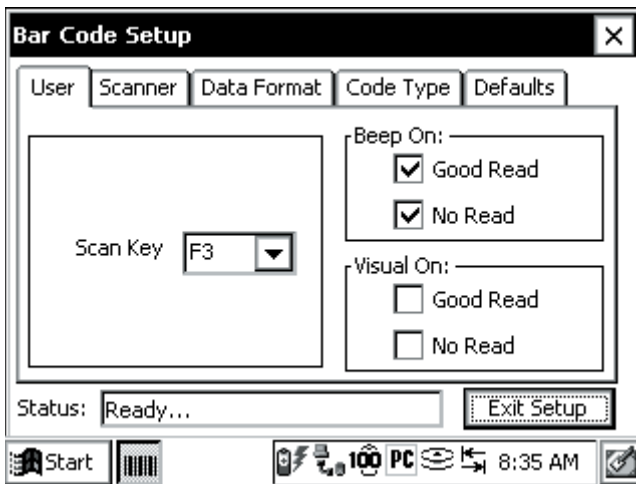 Bar Code Setup
User Scanner Data Format Code Type Defaults
Scan Key F3
Beep On:
Good Read
No Read
Visual On:
Good Read
No Read
Status: Ready... Exit Setup
Start 100 PC 8:35 AM